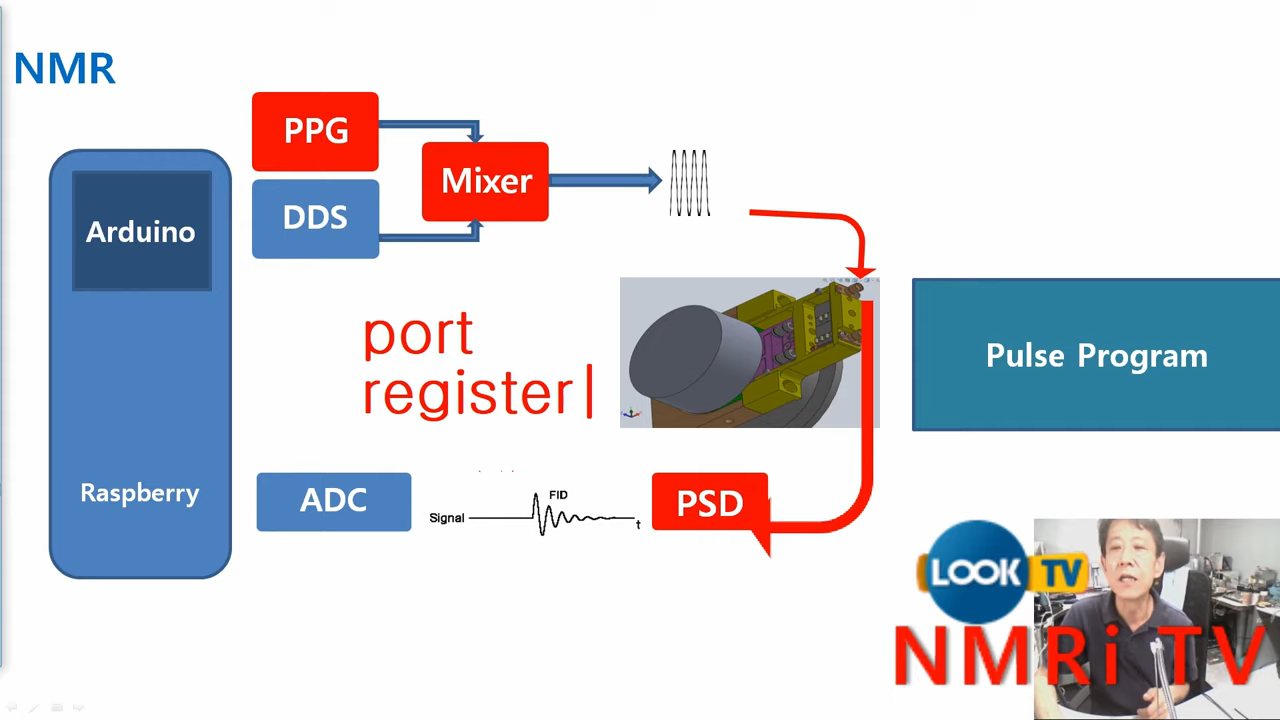 NMR
PPG
Mixer
Arduino
DDS
port
register
Pulse Program
Raspberry
ADC
FID
Signal
t
PSD
LOOK TV
NMRi TV